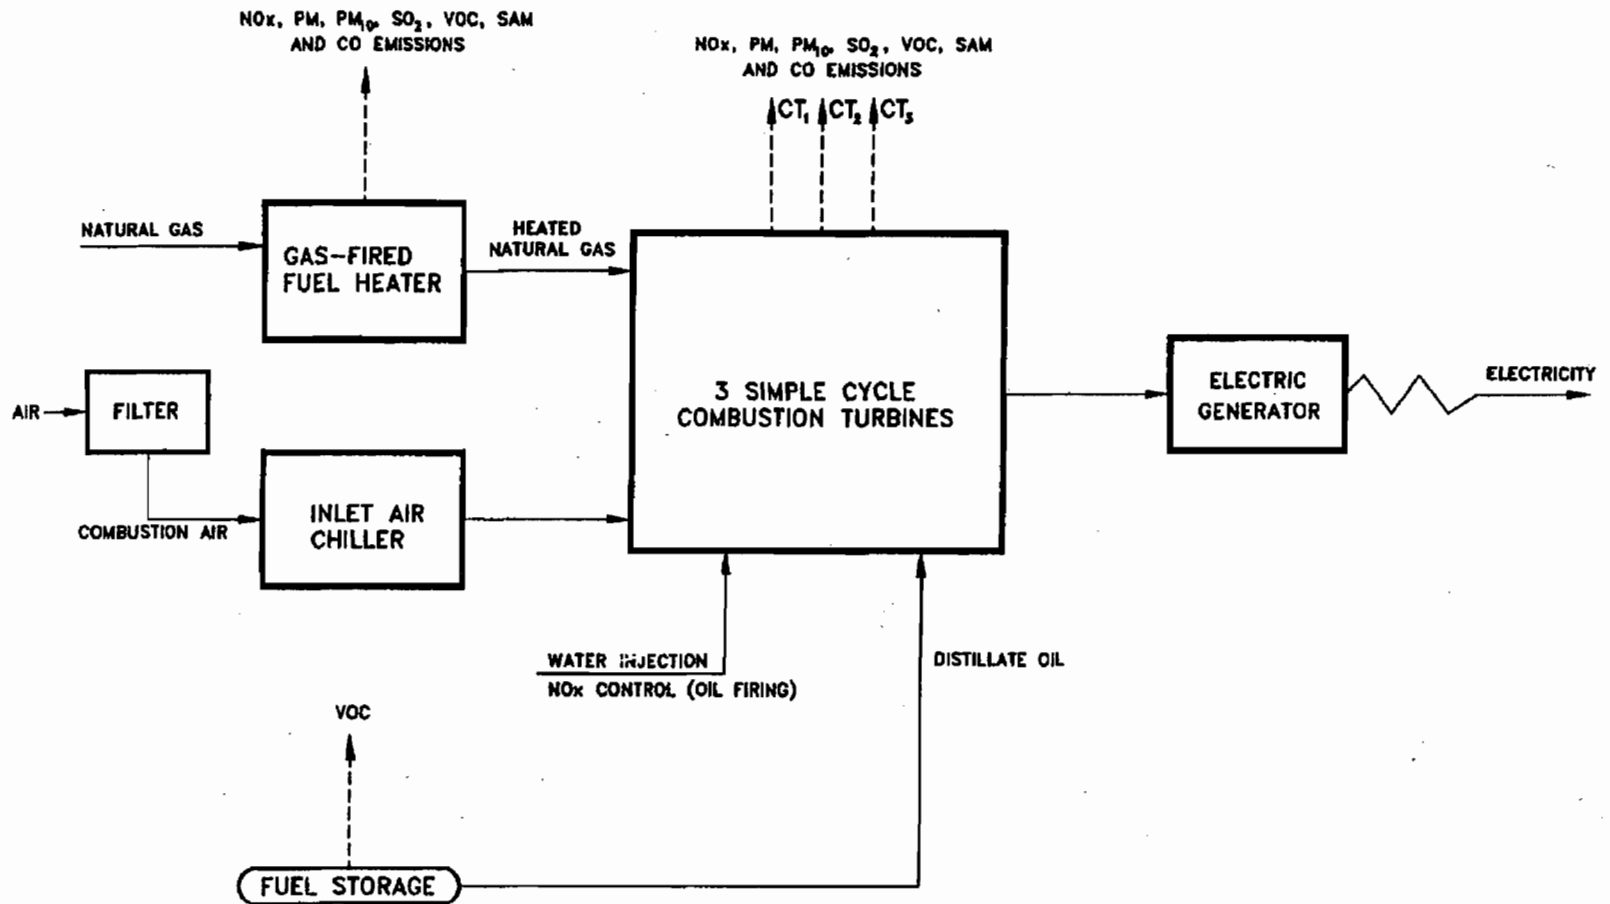 NOx, PM, PM₁₀, SO₂, VOC, SAM
AND CO EMISSIONS
NOx, PM, PM₁₀, SO₂, VOC, SAM
AND CO EMISSIONS
CT₁ CT₂ CT₃
NATURAL GAS
GAS-FIRED
FUEL HEATER
HEATED
NATURAL GAS
AIR
FILTER
3 SIMPLE CYCLE
COMBUSTION TURBINES
ELECTRIC
GENERATOR
ELECTRICITY
COMBUSTION AIR
INLET AIR
CHILLER
WATER INJECTION
NOx CONTROL (OIL FIRING)
DISTILLATE OIL
VOC
FUEL STORAGE